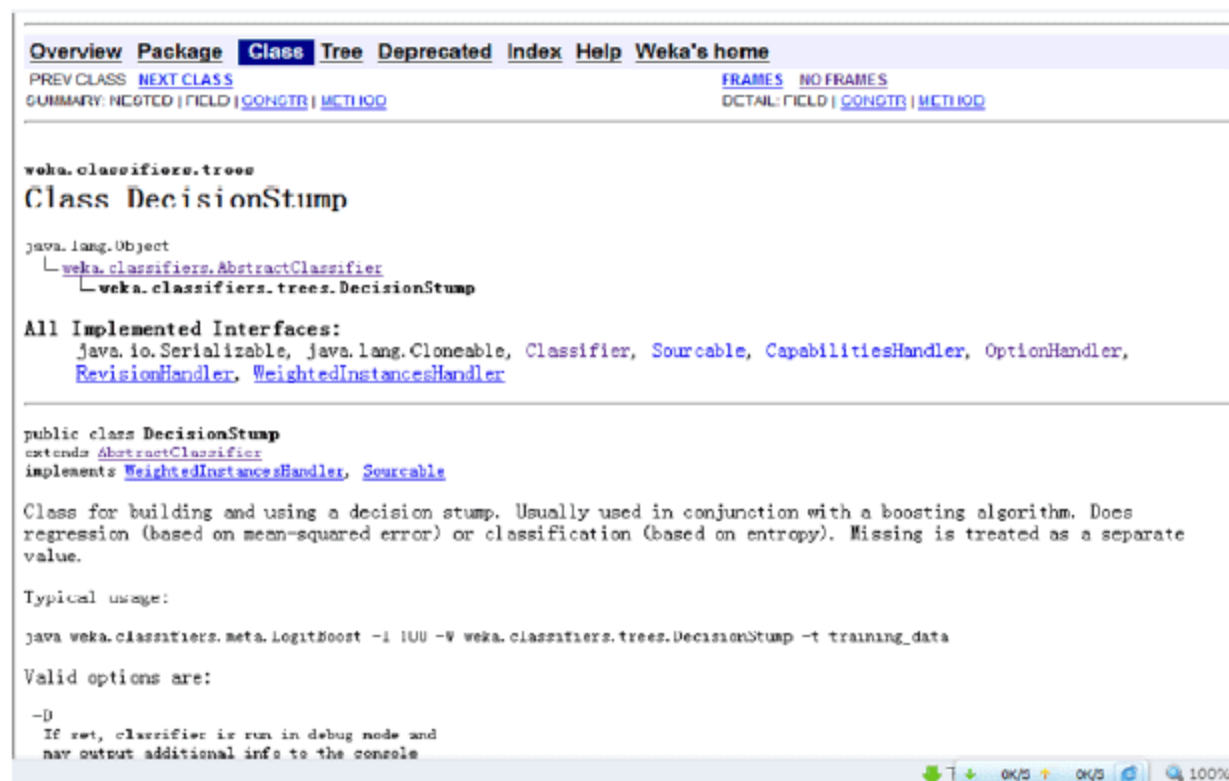 Overview Package Class Tree Deprecated Index Help Weka's home
PREV CLASS NEXT CLASS FRAMES NO FRAMES
SUMMARY: NESTED | FIELD | CONSTR | METHOD DETAIL: FIELD | CONSTR | METHOD
weka.classifiers.trees
Class DecisionStump
java.lang.Object
weka.classifiers.AbstractClassifier
weka.classifiers.trees.DecisionStump
All Implemented Interfaces:
java.io.Serializable, java.lang.Cloneable, Classifier, Sourcable, CapabilitiesHandler, OptionHandler,
RevisionHandler, WeightedInstancesHandler
public class DecisionStump
extends AbstractClassifier
implements WeightedInstancesHandler, Sourcable
Class for building and using a decision stump. Usually used in conjunction with a boosting algorithm. Does
regression (based on mean-squared error) or classification (based on entropy). Missing is treated as a separate
value.
Typical usage:
java weka.classifiers.meta.LogitBoost -I 100 -W weka.classifiers.trees.DecisionStump -t training_data
Valid options are:
-D
If set, classifier is run in debug mode and
may output additional info to the console
0K/S 0K/S 100%